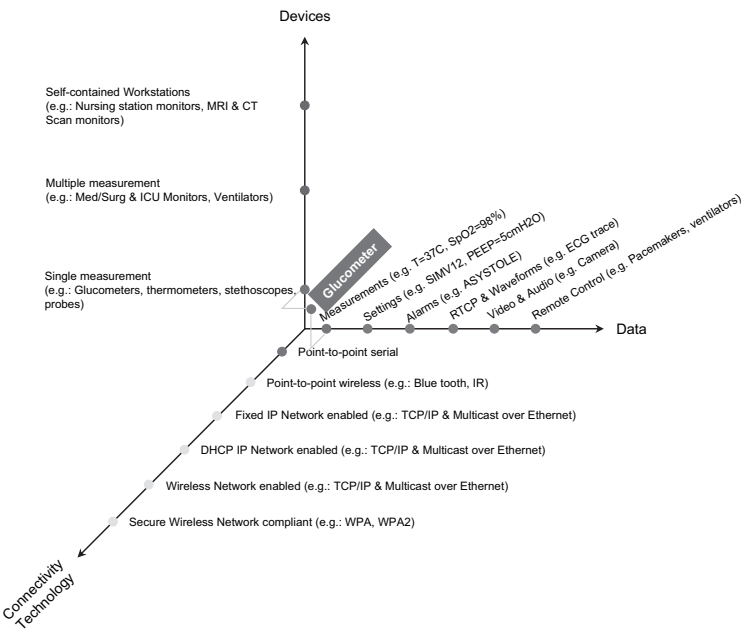 Devices
Self-contained Workstations
(e.g.: Nursing station monitors, MRI & CT
Scan monitors)
Multiple measurement
(e.g.: Med/Surg & ICU Monitors, Ventilators)
Single measurement
(e.g.: Glucometers, thermometers, stethoscopes,
probes)
Glucometer
Measurements (e.g. T=37C, SpO2=98%)
Settings (e.g. SIMV12, PEEP=5cmH2O)
Alarms (e.g. ASYSTOLE)
RTCP & Waveforms (e.g. ECG trace)
Video & Audio (e.g. Camera)
Remote Control (e.g. Pacemakers, ventilators)
Data
Point-to-point serial
Point-to-point wireless (e.g.: Blue tooth, IR)
Fixed IP Network enabled (e.g.: TCP/IP & Multicast over Ethernet)
DHCP IP Network enabled (e.g.: TCP/IP & Multicast over Ethernet)
Wireless Network enabled (e.g.: TCP/IP & Multicast over Ethernet)
Secure Wireless Network compliant (e.g.: WPA, WPA2)
Connectivity
Technology